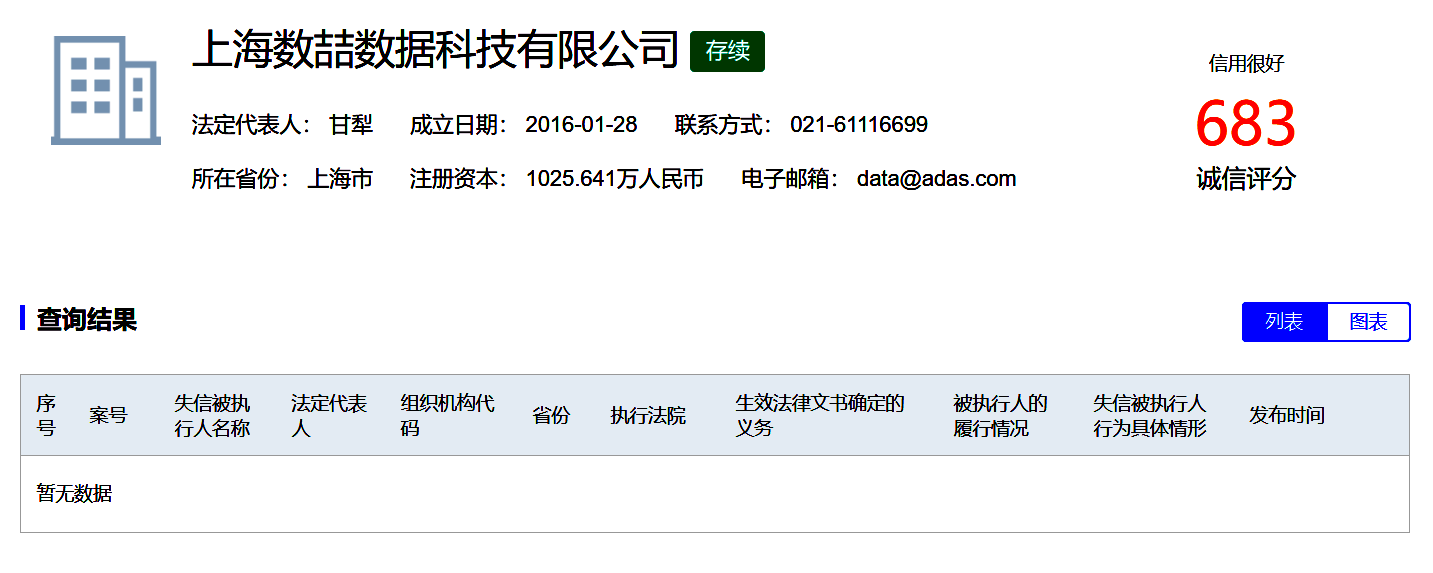 上海数喆数据科技有限公司 存续
信用很好
683
诚信评分
法定代表人： 甘犁 成立日期： 2016-01-28 联系方式： 021-61116699
所在省份： 上海市 注册资本： 1025.641万人民币 电子邮箱： data@adas.com
查询结果
列表 图表
序号 案号 失信被执行人名称 法定代表人 组织机构代码 省份 执行法院 生效法律文书确定的义务 被执行人的履行情况 失信被执行人行为具体情形 发布时间
暂无数据